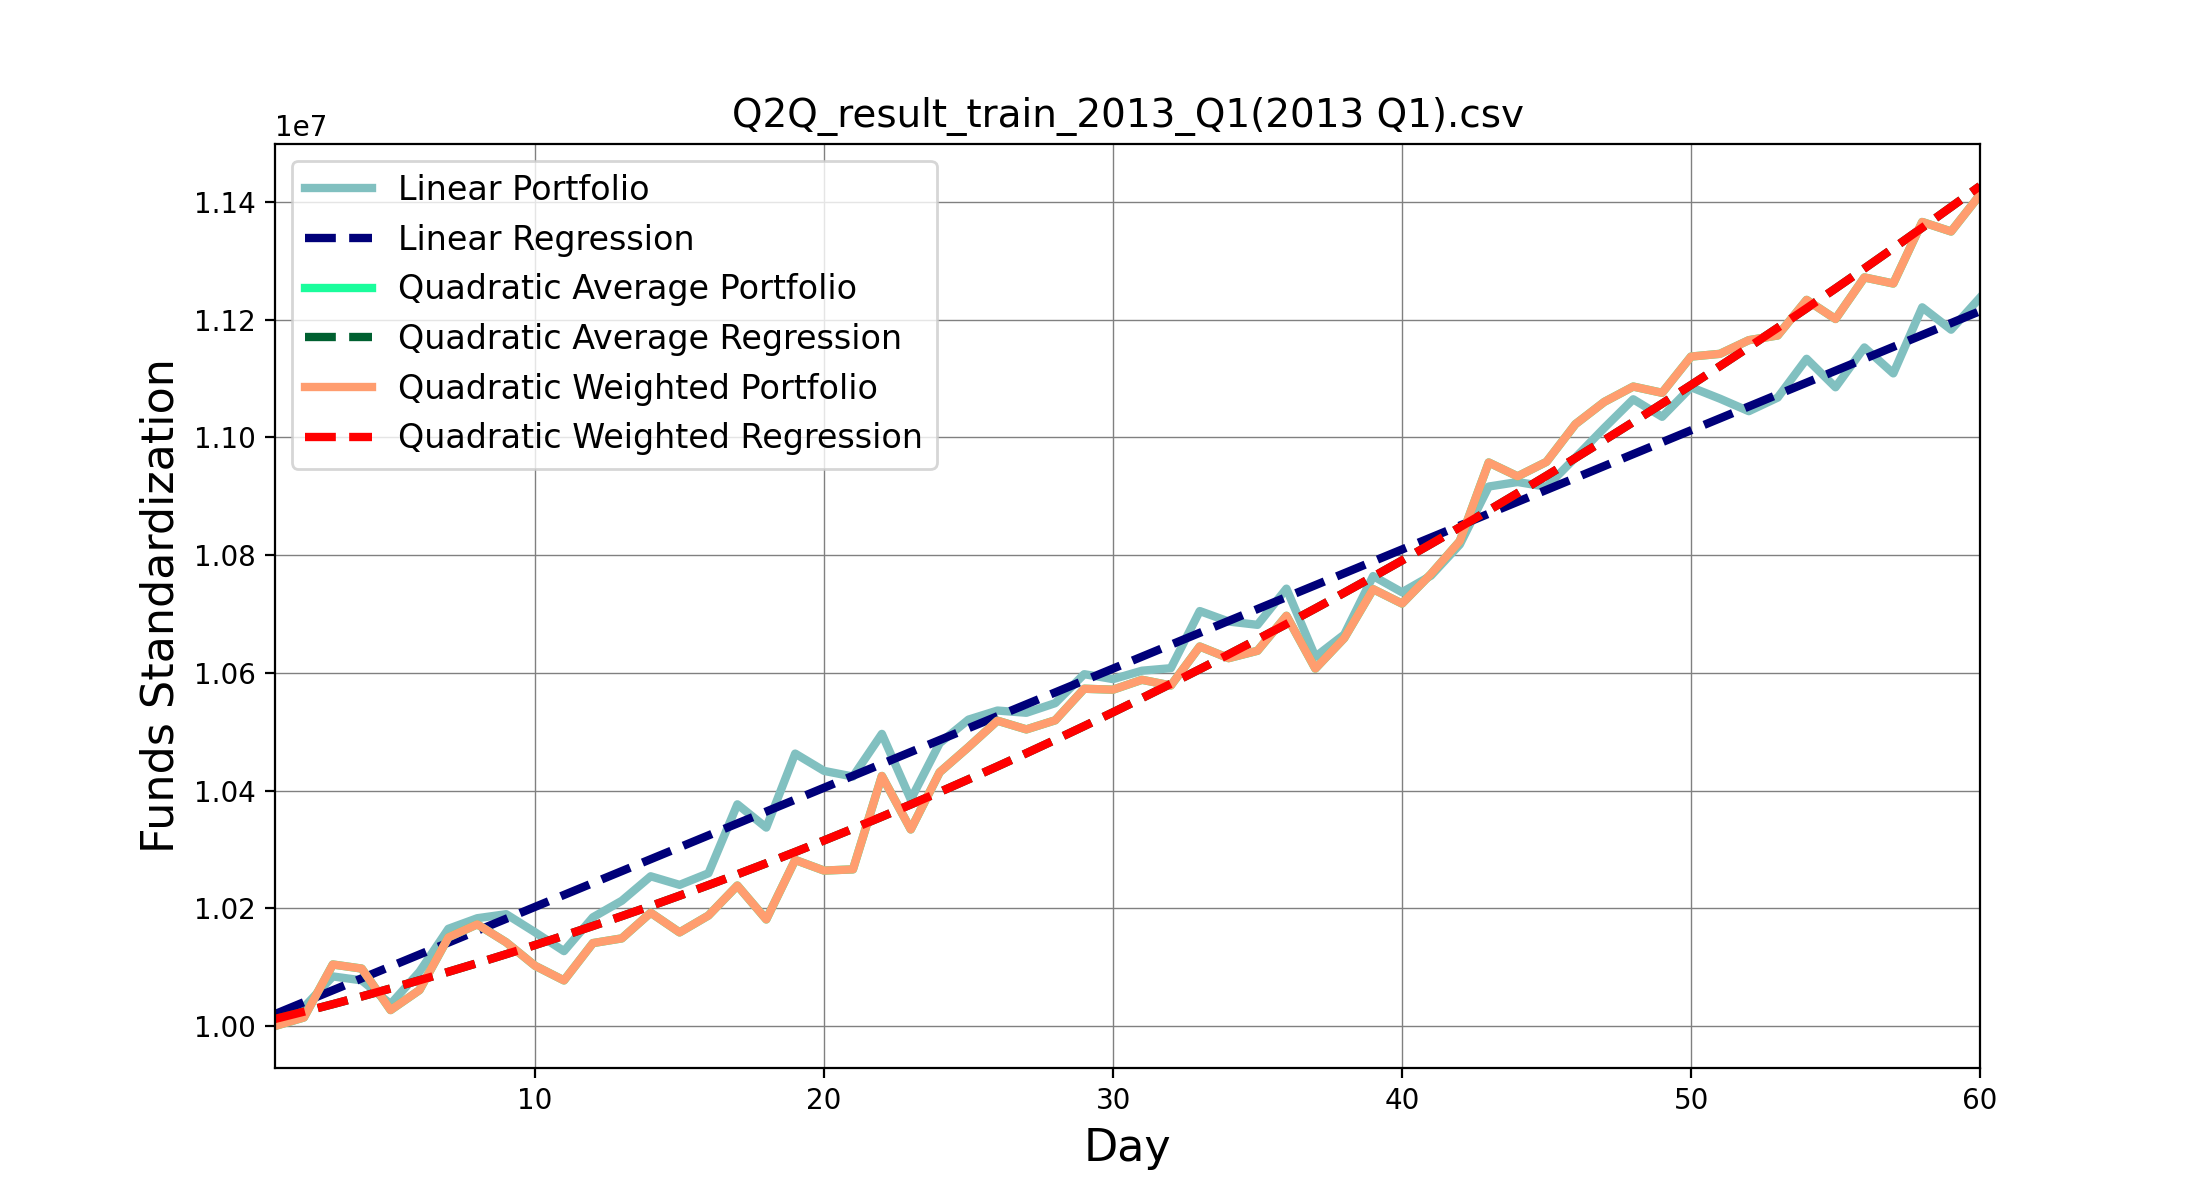 Q2Q_result_train_2013_Q1(2013 Q1).csv
1e7
Linear Portfolio
Linear Regression
Quadratic Average Portfolio
Quadratic Average Regression
Quadratic Weighted Portfolio
Quadratic Weighted Regression
1.14
1.12
1.10
1.08
1.06
1.04
1.02
1.00
Funds Standardization
10 20 30 40 50 60
Day